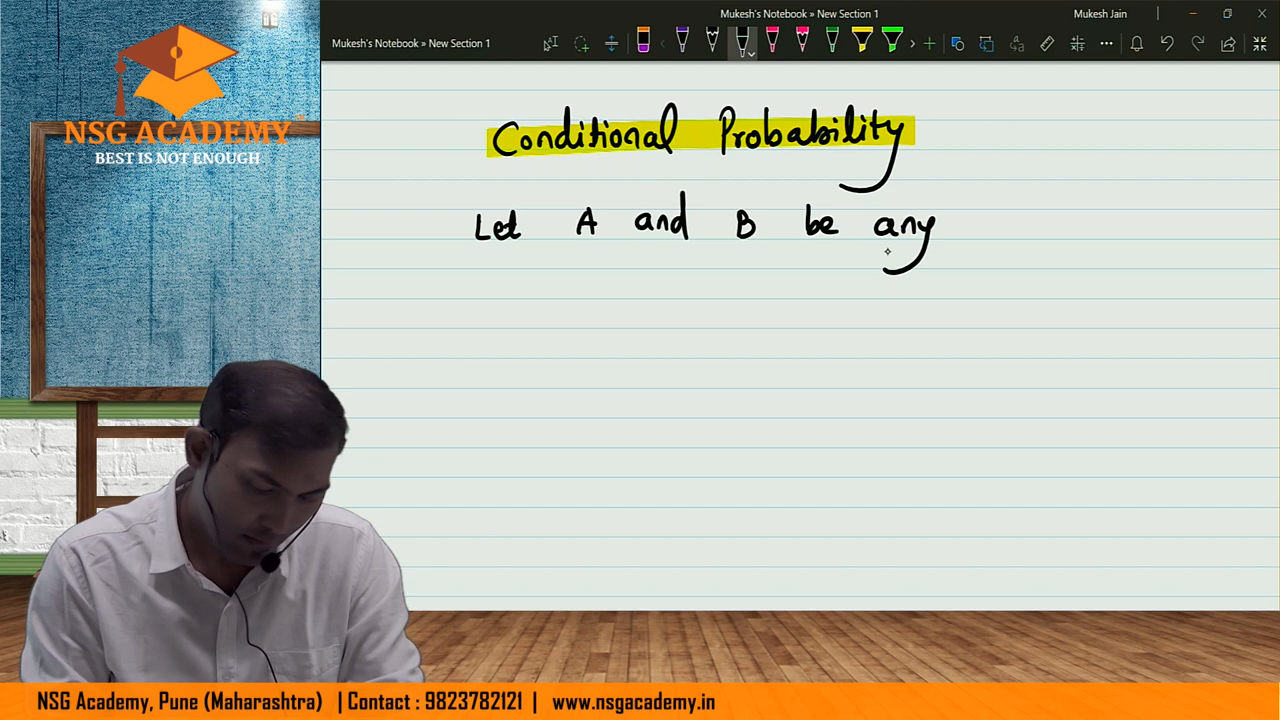 Mukesh's Notebook » New Section 1
Mukesh Jain
Mukesh's Notebook » New Section 1
NSG ACADEMY
BEST IS NOT ENOUGH
Conditional Probability
Let A and B be any
NSG Academy, Pune (Maharashtra) | Contact : 9823782121 | www.nsgacademy.in